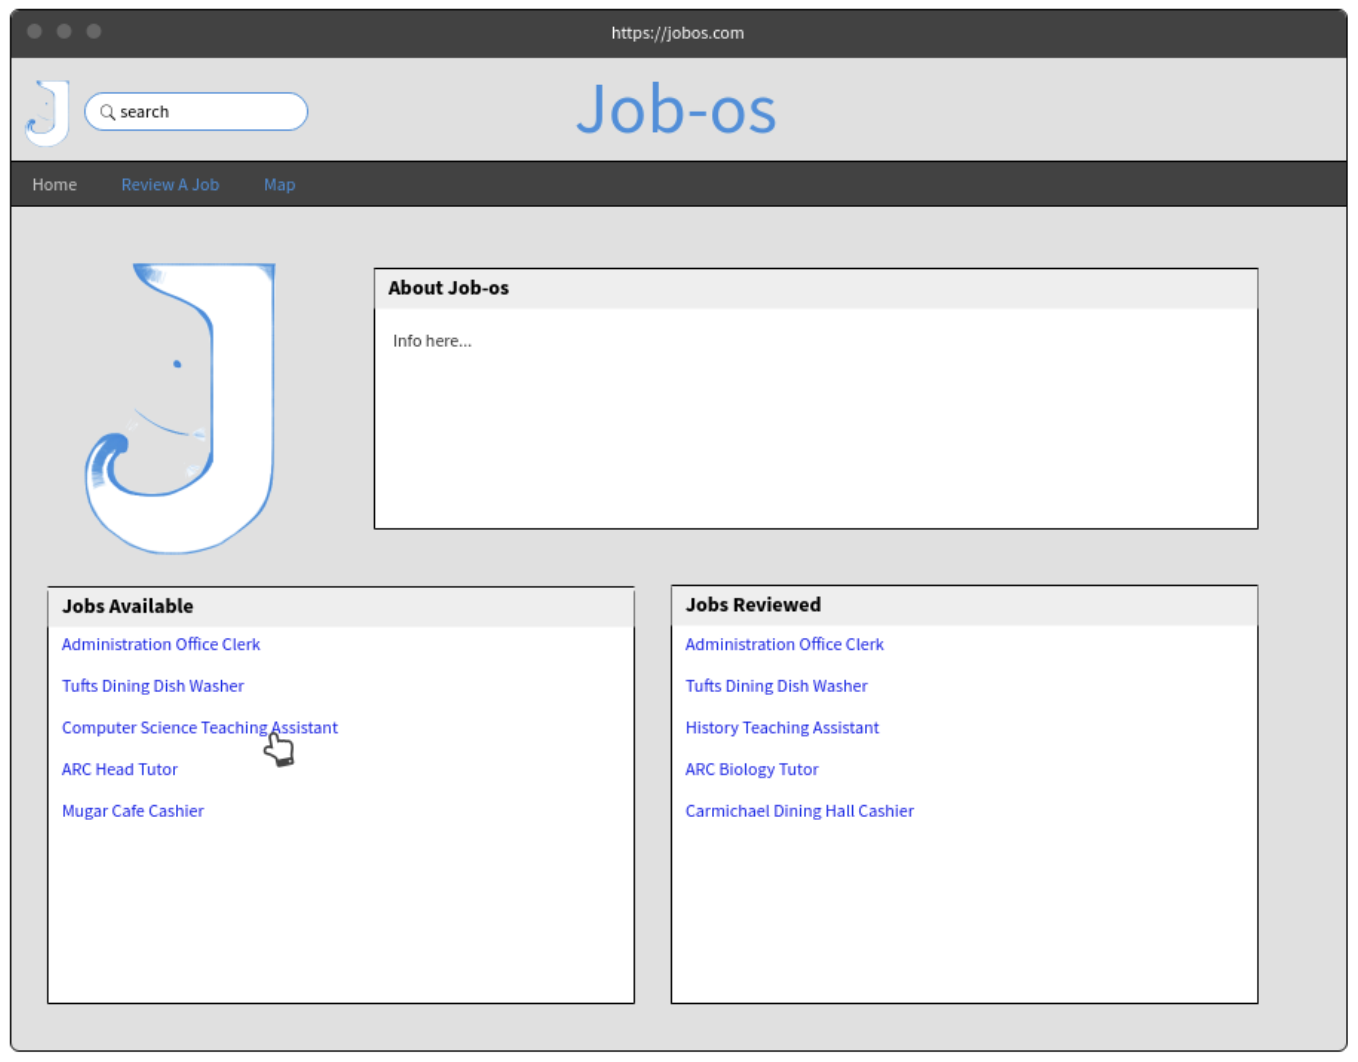 https://jobos.com
search
Job-os
Home
Review A Job
Map
About Job-os
Info here...
Jobs Available
Administration Office Clerk
Tufts Dining Dish Washer
Computer Science Teaching Assistant
ARC Head Tutor
Mugar Cafe Cashier
Jobs Reviewed
Administration Office Clerk
Tufts Dining Dish Washer
History Teaching Assistant
ARC Biology Tutor
Carmichael Dining Hall Cashier